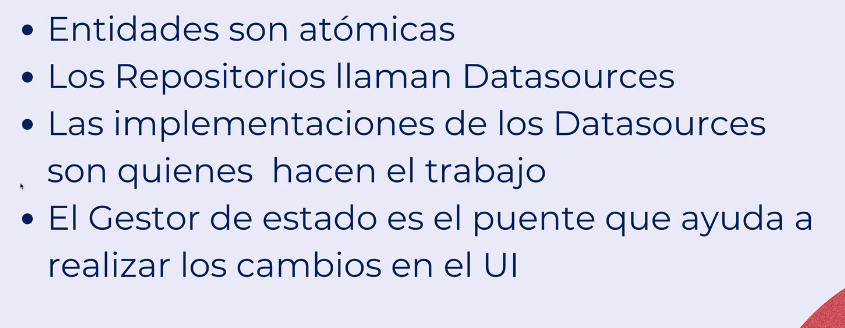 • Entidades son atómicas
• Los Repositorios llaman Datasources
• Las implementaciones de los Datasources
son quienes  hacen el trabajo
• El Gestor de estado es el puente que ayuda a
realizar los cambios en el UI